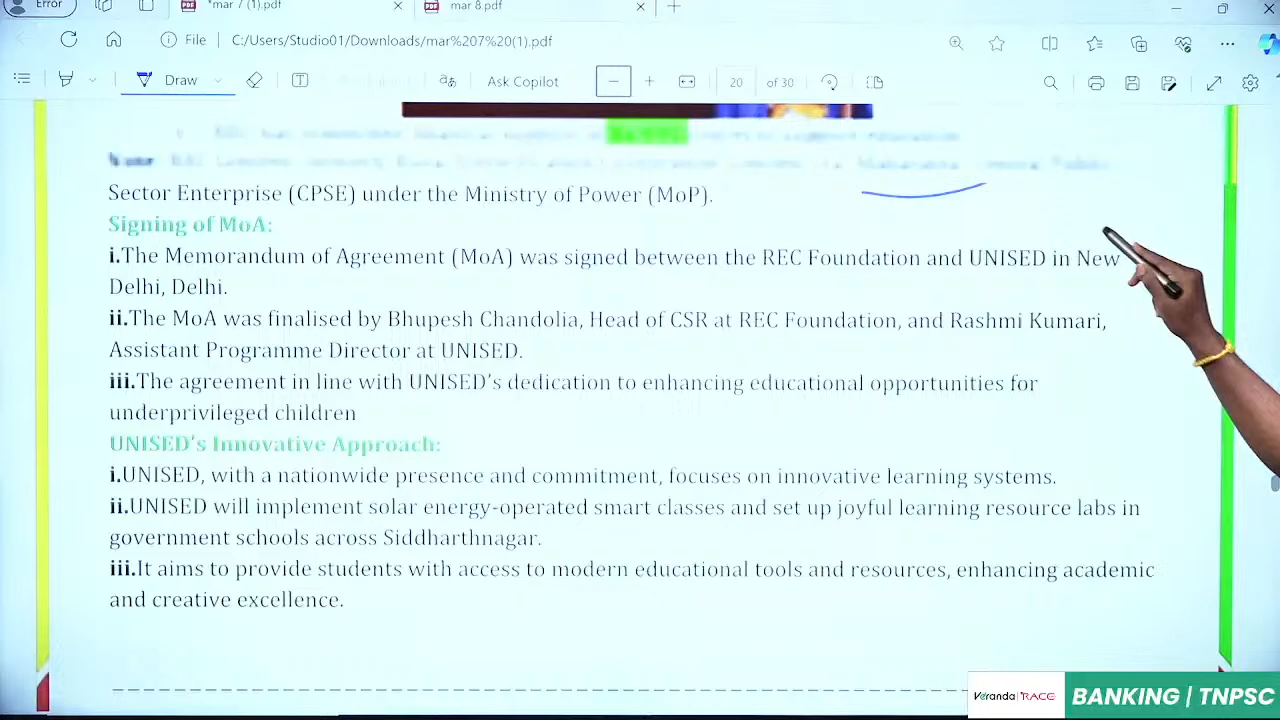 Error
*mar 7 (1).pdf
mar 8.pdf
File C:/Users/Studio01/Downloads/mar%207%20(1).pdf
Draw Ask Copilot 20 of 30
Sector Enterprise (CPSE) under the Ministry of Power (MoP).
Signing of MoA:
i.The Memorandum of Agreement (MoA) was signed between the REC Foundation and UNISED in New
Delhi, Delhi.
ii.The MoA was finalised by Bhupesh Chandolia, Head of CSR at REC Foundation, and Rashmi Kumari,
Assistant Programme Director at UNISED.
iii.The agreement in line with UNISED's dedication to enhancing educational opportunities for
underprivileged children
UNISED's Innovative Approach:
i.UNISED, with a nationwide presence and commitment, focuses on innovative learning systems.
ii.UNISED will implement solar energy-operated smart classes and set up joyful learning resource labs in
government schools across Siddharthnagar.
iii.It aims to provide students with access to modern educational tools and resources, enhancing academic
and creative excellence.
Veranda RACE BANKING | TNPSC